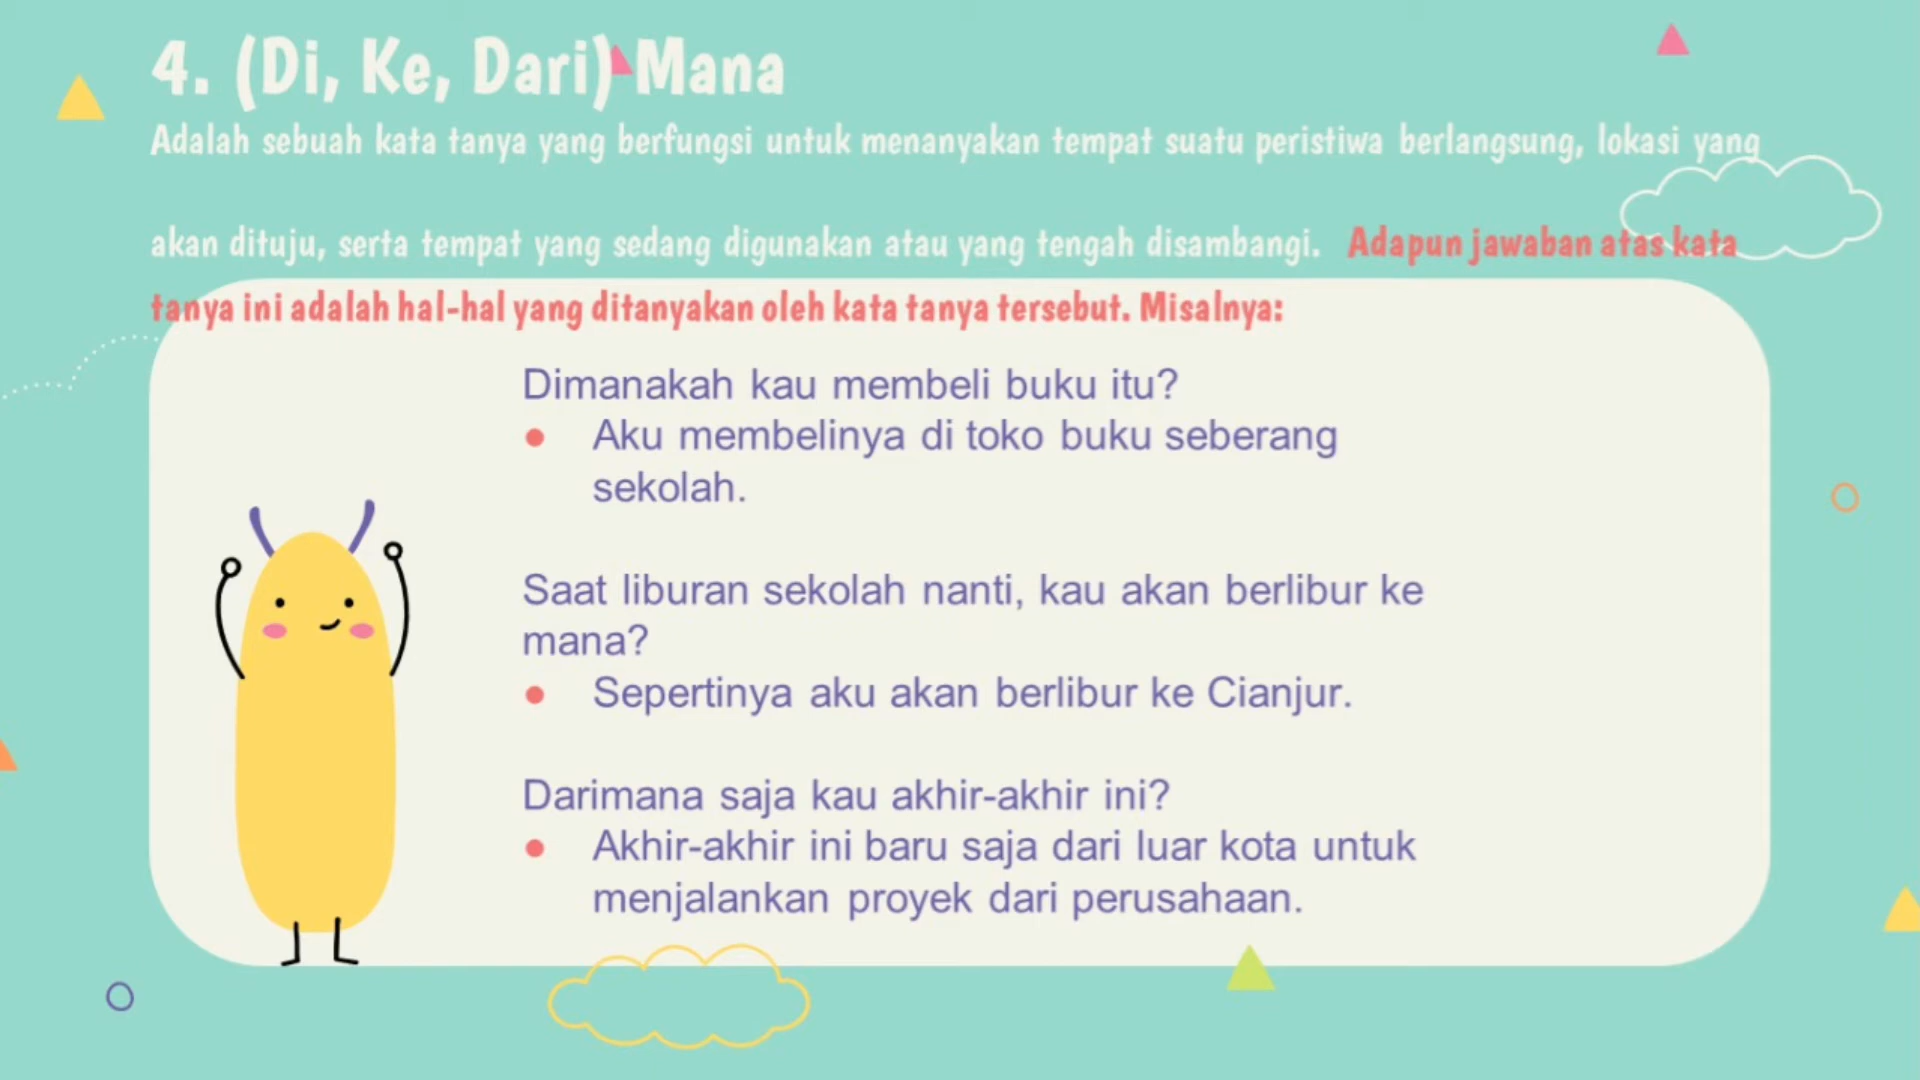 4. (Di, Ke, Dari) Mana
Adalah sebuah kata tanya yang berfungsi untuk menanyakan tempat suatu peristiwa berlangsung, lokasi yang
akan dituju, serta tempat yang sedang digunakan atau yang tengah disambangi. Adapun jawaban atas kata
tanya ini adalah hal-hal yang ditanyakan oleh kata tanya tersebut. Misalnya:
Dimanakah kau membeli buku itu?
● Aku membelinya di toko buku seberang
sekolah.
Saat liburan sekolah nanti, kau akan berlibur ke
mana?
● Sepertinya aku akan berlibur ke Cianjur.
Darimana saja kau akhir-akhir ini?
● Akhir-akhir ini baru saja dari luar kota untuk
menjalankan proyek dari perusahaan.